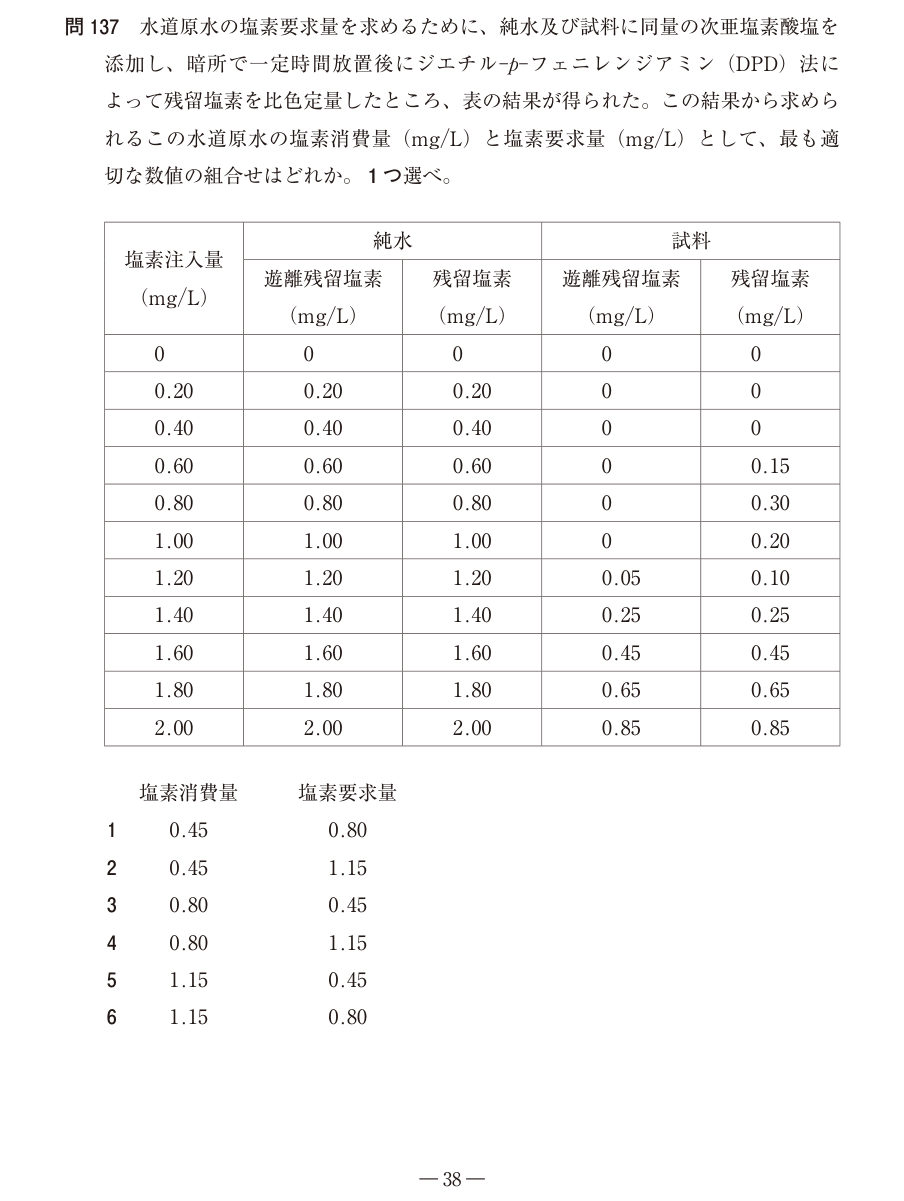 問 137　水道原水の塩素要求量を求めるために、純水及び試料に同量の次亜塩素酸塩を
添加し、暗所で一定時間放置後にジエチル-p-フェニレンジアミン（DPD）法に
よって残留塩素を比色定量したところ、表の結果が得られた。この結果から求めら
れるこの水道原水の塩素消費量（mg/L）と塩素要求量（mg/L）として、最も適
切な数値の組合せはどれか。1つ選べ。
塩素注入量（mg/L） 純水 試料
遊離残留塩素（mg/L） 残留塩素（mg/L） 遊離残留塩素（mg/L） 残留塩素（mg/L）
0 0 0 0 0
0.20 0.20 0.20 0 0
0.40 0.40 0.40 0 0
0.60 0.60 0.60 0 0.15
0.80 0.80 0.80 0 0.30
1.00 1.00 1.00 0 0.20
1.20 1.20 1.20 0.05 0.10
1.40 1.40 1.40 0.25 0.25
1.60 1.60 1.60 0.45 0.45
1.80 1.80 1.80 0.65 0.65
2.00 2.00 2.00 0.85 0.85
塩素消費量 塩素要求量
1 0.45 0.80
2 0.45 1.15
3 0.80 0.45
4 0.80 1.15
5 1.15 0.45
6 1.15 0.80
— 38 —